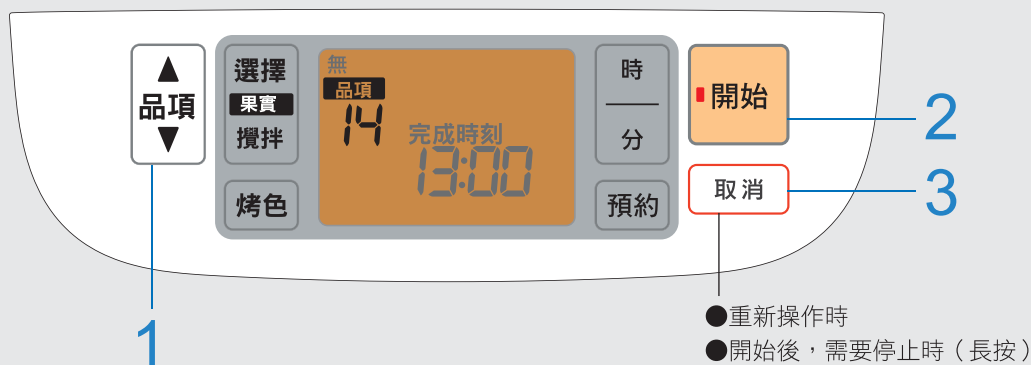 ▲
品項
▼
選擇
果實
攪拌
烤色
無
品項
14
完成時刻
13:00
時
分
預約
開始
取消
1
2
3
●重新操作時
●開始後，需要停止時（長按）